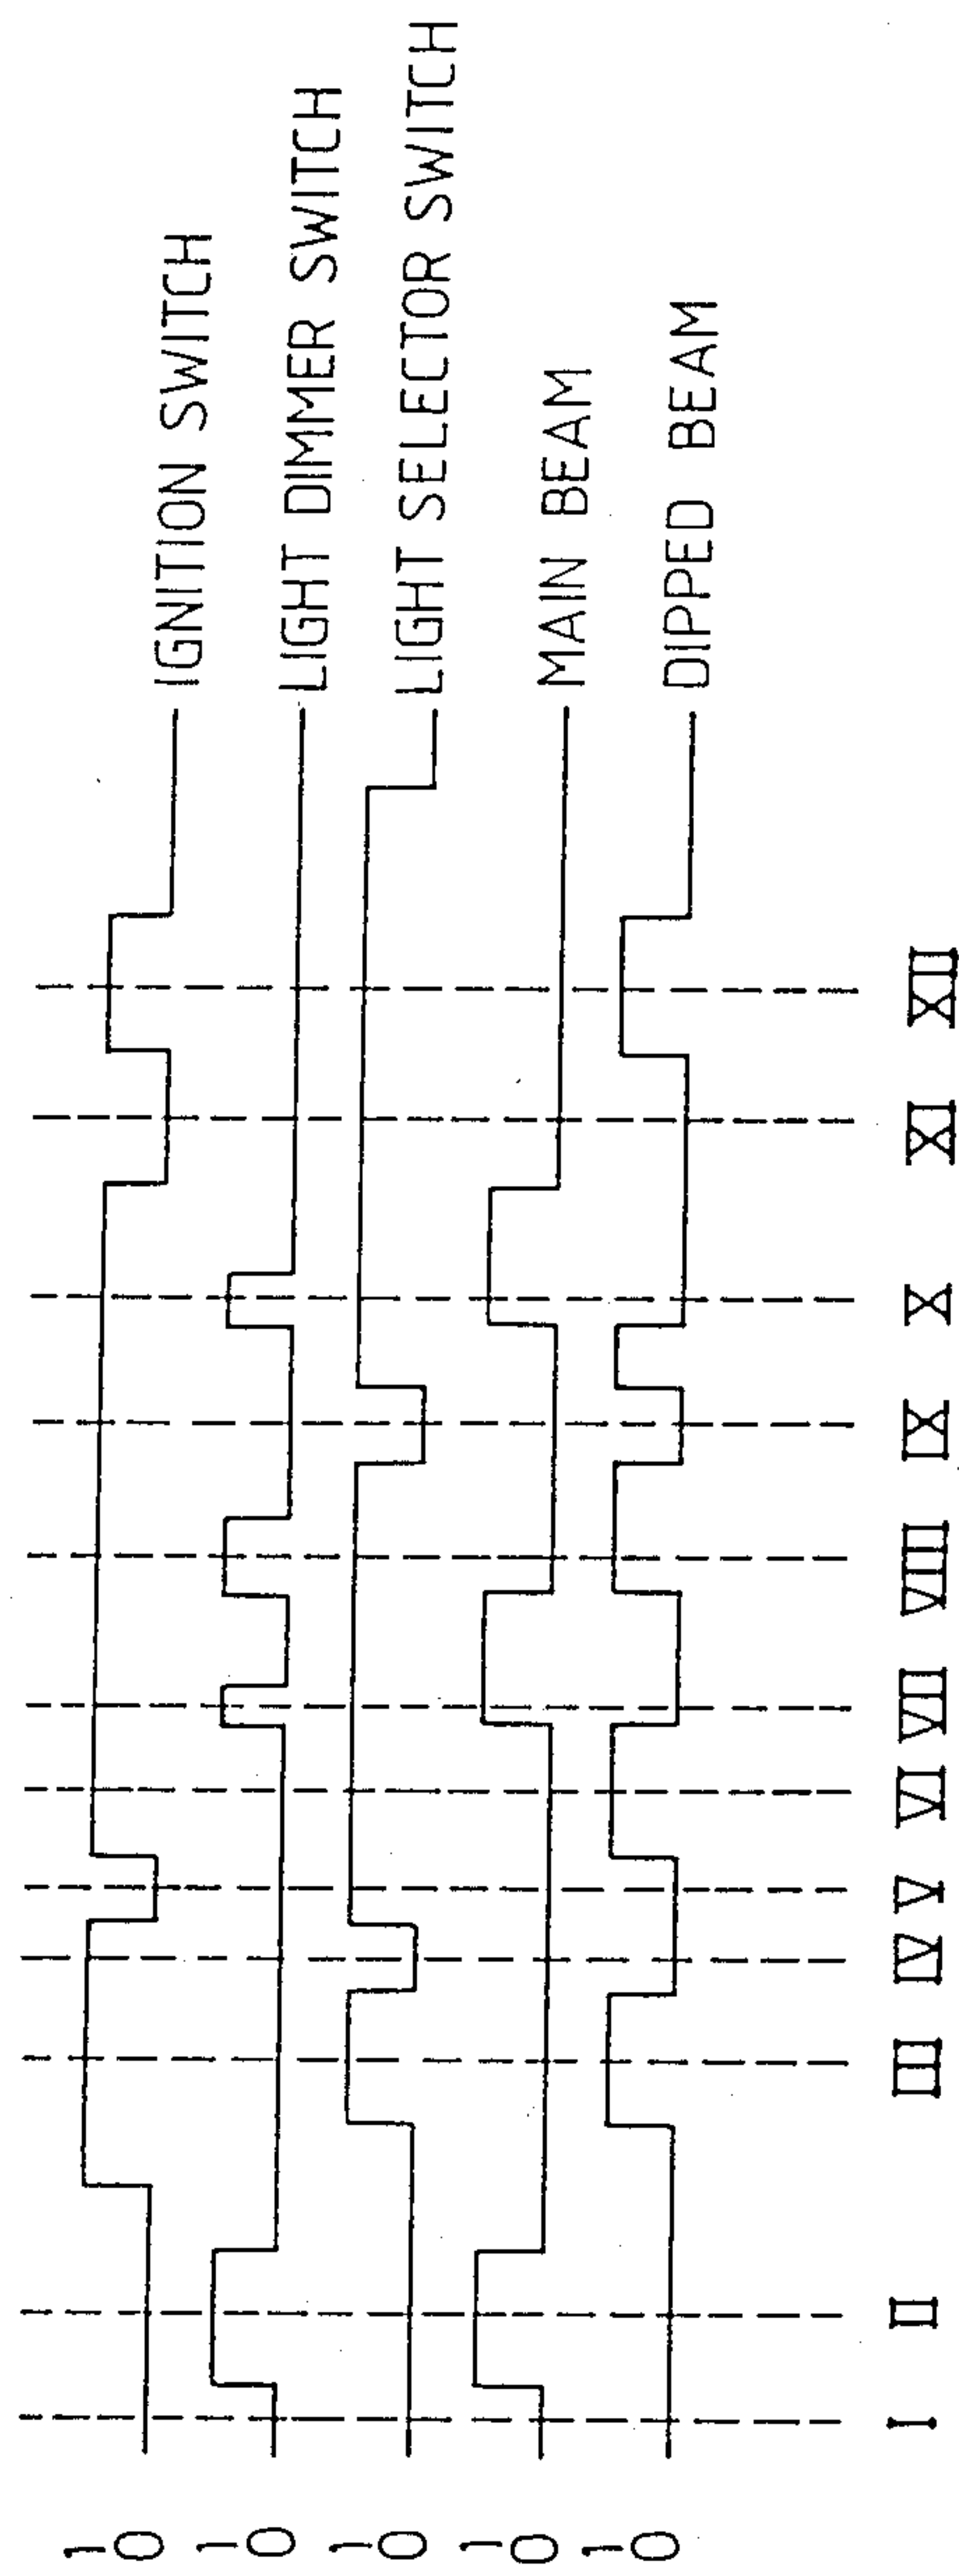 1
0
IGNITION SWITCH
1
0
LIGHT DIMMER SWITCH
1
0
LIGHT SELECTOR SWITCH
1
0
MAIN BEAM
1
0
DIPPED BEAM
I II III IV V VI VII VIII IX X XI XII